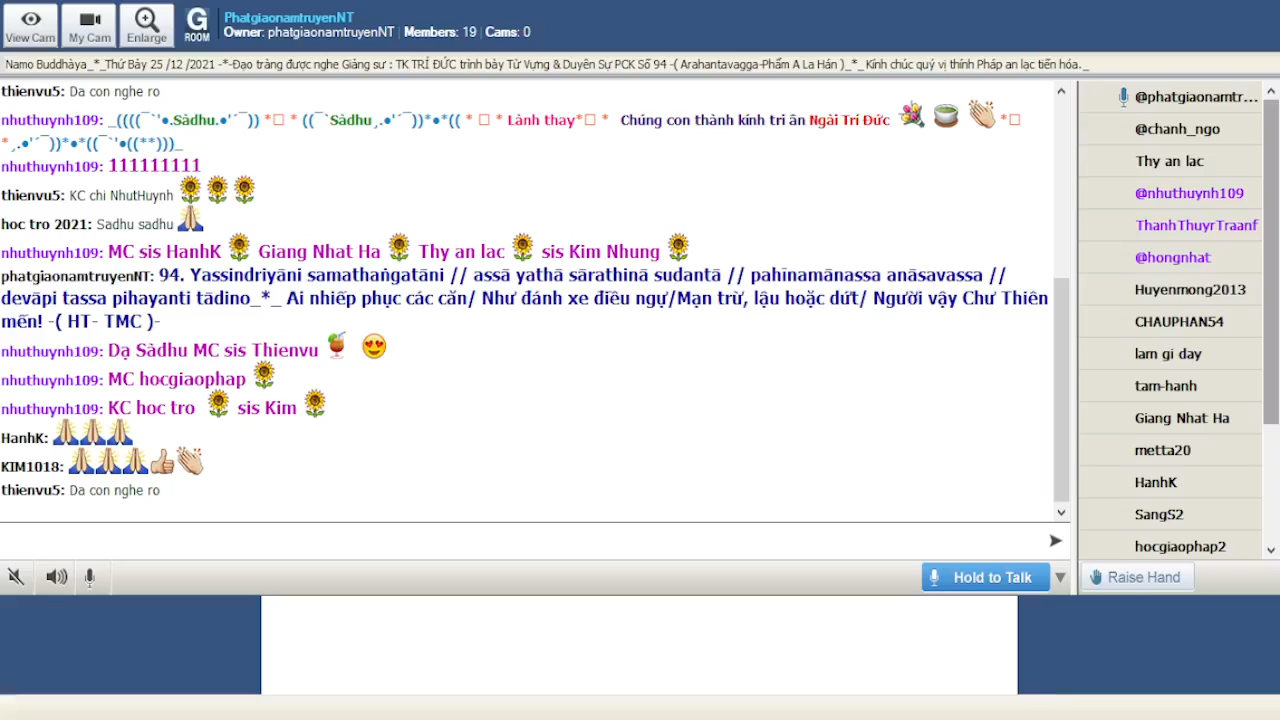 View Cam
My Cam
Enlarge
G ROOM
PhatgiaonamtruyenNT
Owner: phatgiaonamtruyenNT | Members: 19 | Cams: 0
Namo Buddhàya_*_Thứ Bảy 25 /12 /2021 -*-Đạo tràng được nghe Giảng sư : TK TRÍ ĐỨC trình bày Từ Vựng & Duyên Sự PCK Số 94 -( Arahantavagga-Phẩm A La Hán )_*_ Kính chúc quý vị thính Pháp an lạc tiến hóa._
thienvu5: Da con nghe ro
nhuthuynh109: _((((¯`'●.Sàdhu.●'´¯)) *□ * ((¯`Sàdhu¸.●'´¯))*●*(( * □ * Lành thay*□ * Chúng con thành kính tri ân Ngài Trí Đức *□
*¸.●'´¯))*●*((¯`'●((**)))_
nhuthuynh109: 111111111
thienvu5: KC chi NhutHuynh 🌻🌻🌻
hoc tro 2021: Sadhu sadhu 🙏
nhuthuynh109: MC sis HanhK 🌻 Giang Nhat Ha 🌻 Thy an lac 🌻 sis Kim Nhung 🌻
phatgiaonamtruyenNT: 94. Yassindriyāni samathaṅgatāni // assā yathā sārathinā sudantā // pahīnamānassa anāsavassa //
devāpi tassa pihayanti tādino_*_ Ai nhiếp phục các căn/ Như đánh xe điều ngự/Mạn trừ, lậu hoặc dứt/ Người vậy Chư Thiên
mến! -( HT- TMC )-
nhuthuynh109: Dạ Sàdhu MC sis Thienvu 🍹 😍
nhuthuynh109: MC hocgiaophap 🌻
nhuthuynh109: KC hoc tro 🌻 sis Kim 🌻
HanhK: 🙏🙏🙏
KIM1018: 🙏🙏🙏👍👏
thienvu5: Da con nghe ro
@phatgiaonamtr...
@chanh_ngo
Thy an lac
@nhuthuynh109
ThanhThuyrTraanf
@hongnhat
Huyenmong2013
CHAUPHAN54
lam gi day
tam-hanh
Giang Nhat Ha
metta20
HanhK
SangS2
hocgiaophap2
Hold to Talk
Raise Hand